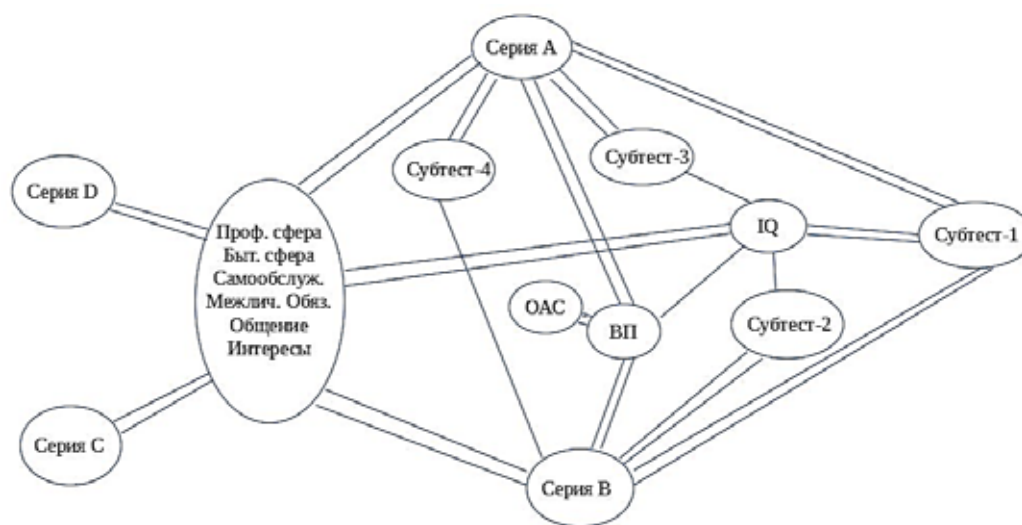 Серия А
Субтест-4
Субтест-3
Серия D
Проф. сфера
Быт. сфера
Самообслуж.
Межлич. Обяз.
Общение
Интересы
IQ
Субтест-1
ОАС
ВП
Субтест-2
Серия С
Серия В